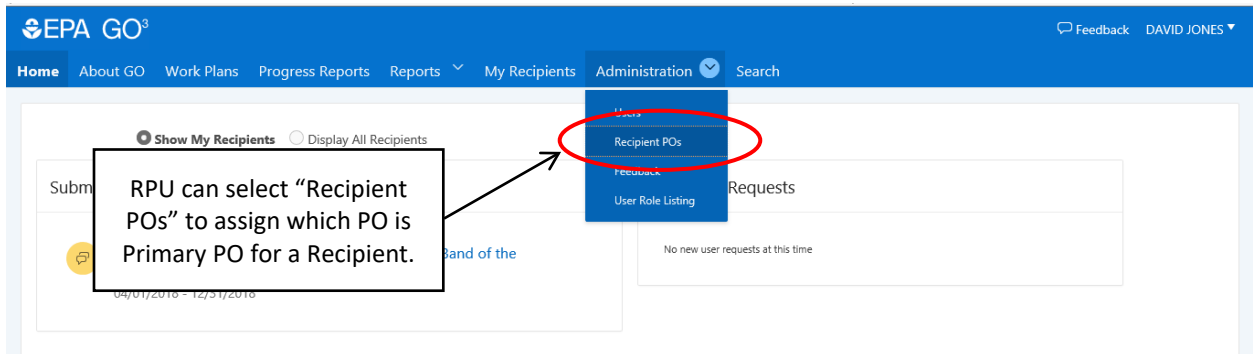 EPA GO³
Feedback DAVID JONES
Home About GO Work Plans Progress Reports Reports My Recipients Administration Search
Users
Show My Recipients Display All Recipients
Recipient POs
Feedback
Subm
Requests
User Role Listing
RPU can select “Recipient
POs” to assign which PO is
Primary PO for a Recipient.
Band of the
No new user requests at this time
04/01/2018 - 12/31/2018